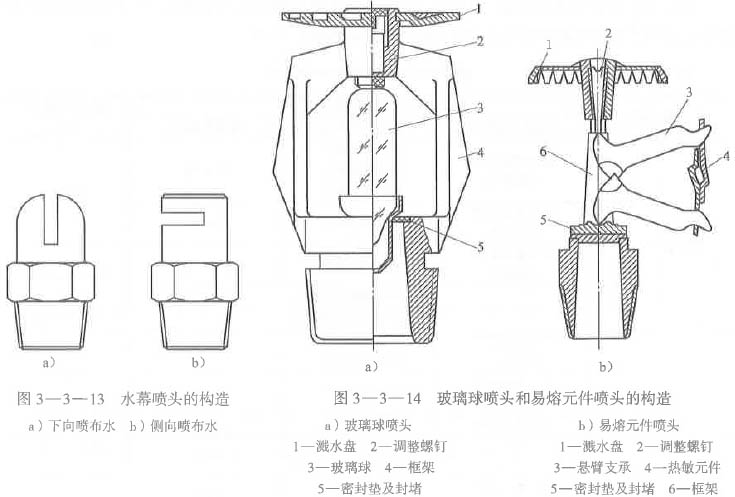 1
2
3
4
5
a）
1
2
3
4
6
5
b）
a）
b）
图 3—3—13 水幕喷头的构造
a）下向喷布水 b）侧向喷布水
图 3—3—14 玻璃球喷头和易熔元件喷头的构造
a）玻璃球喷头
1—溅水盘 2—调整螺钉
3—玻璃球 4—框架
5—密封垫及封堵
b）易熔元件喷头
1—溅水盘 2—调整螺钉
3—悬臂支承 4—热敏元件
5—密封垫及封堵 6—框架